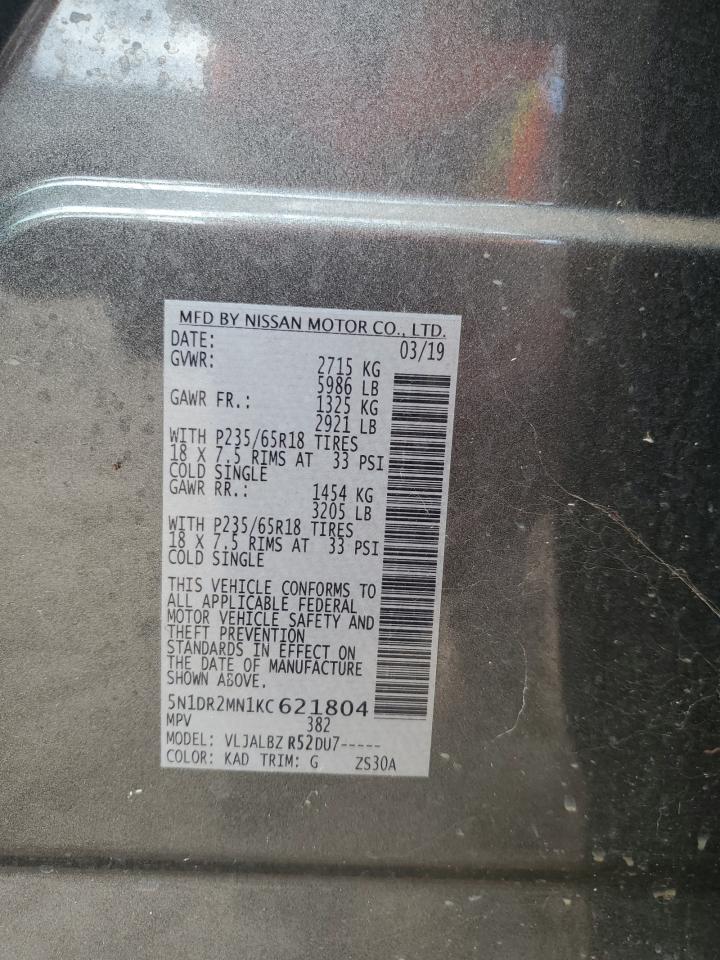 MFD BY NISSAN MOTOR CO., LTD.
DATE: 03/19
GVWR: 2715 KG
5986 LB
GAWR FR.: 1325 KG
2921 LB
WITH P235/65R18 TIRES
18 X 7.5 RIMS AT 33 PSI
COLD SINGLE
GAWR RR.: 1454 KG
3205 LB
WITH P235/65R18 TIRES
18 X 7.5 RIMS AT 33 PSI
COLD SINGLE
THIS VEHICLE CONFORMS TO
ALL APPLICABLE FEDERAL
MOTOR VEHICLE SAFETY AND
THEFT PREVENTION
STANDARDS IN EFFECT ON
THE DATE OF MANUFACTURE
SHOWN ABOVE.
5N1DR2MN1KC621804
MPV 382
MODEL: VLJALBZ R52DU7-----
COLOR: KAD TRIM: G ZS30A